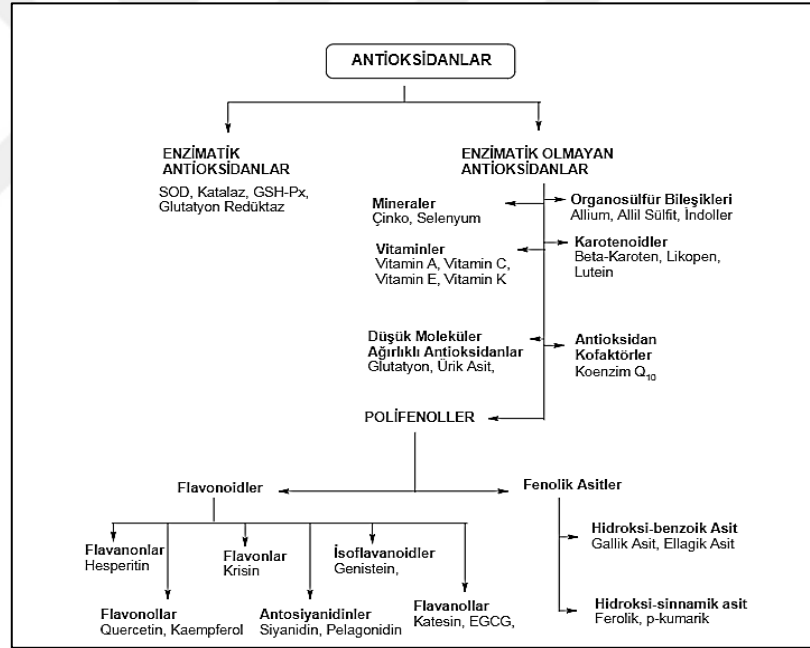 ANTİOKSİDANLAR
ENZİMATİK
ANTİOKSİDANLAR
SOD, Katalaz, GSH-Px,
Glutatyon Redüktaz
ENZİMATİK OLMAYAN
ANTİOKSİDANLAR
Mineraler
Çinko, Selenyum
Organosülfür Bileşikleri
Allium, Allil Sülfit, İndoller
Vitaminler
Vitamin A, Vitamin C,
Vitamin E, Vitamin K
Karotenoidler
Beta-Karoten, Likopen,
Lutein
Düşük Moleküler
Ağırlıklı Antioksidanlar
Glutatyon, Ürik Asit,
Antioksidan
Kofaktörler
Koenzim Q10
POLİFENOLLER
Flavonoidler
Fenolik Asitler
Flavanonlar
Hesperitin
Flavonlar
Krisin
İsoflavanoidler
Genistein,
Flavonollar
Quercetin, Kaempferol
Antosiyanidinler
Siyanidin, Pelagonidin
Flavanollar
Katesin, EGCG,
Hidroksi-benzoik Asit
Gallik Asit, Ellagik Asit
Hidroksi-sinnamik asit
Ferolik, p-kumarik